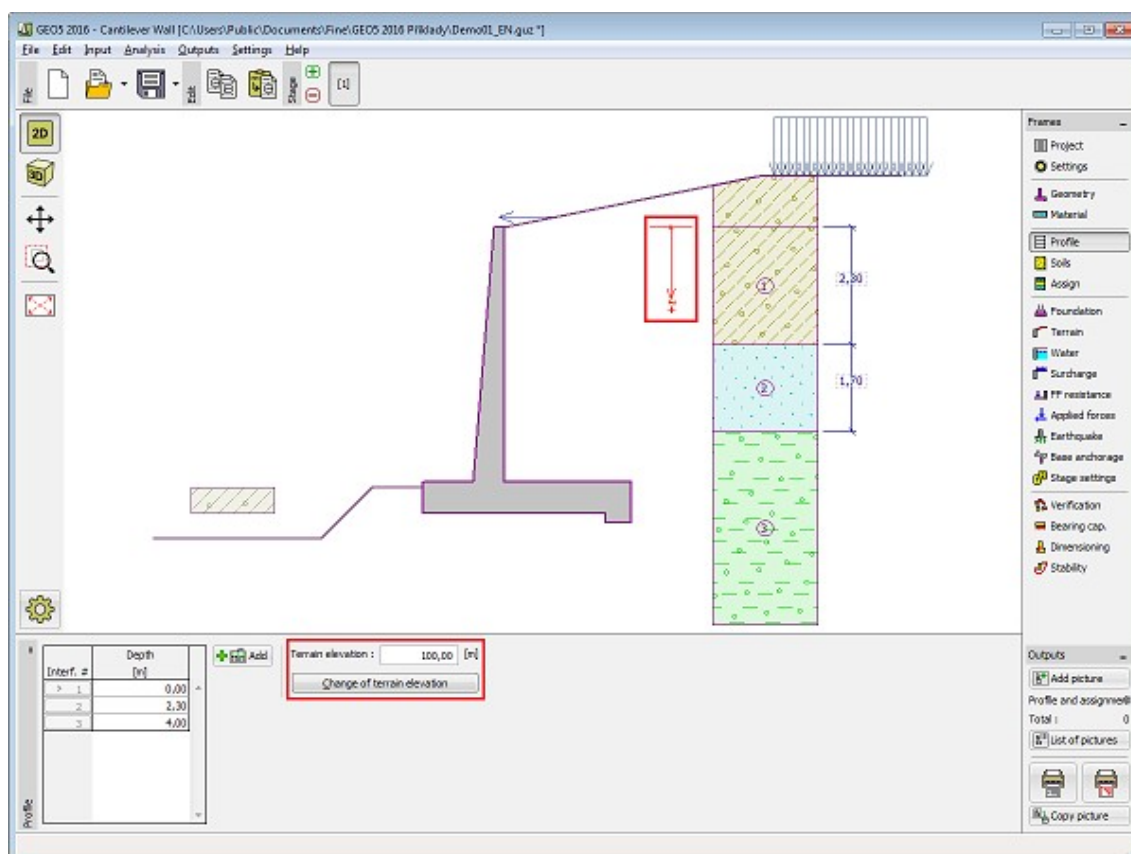 GEO5 2016 - Cantilever Wall [C:\Users\Public\Documents\Fine\GEO5 2016 Příklady\Demo01_EN.guz *]
File Edit Input Analysis Outputs Settings Help
File
Edit
Stage
[1]
2D
3D
+z
1
2
3
2,30
1,70
Frames
Project
Settings
Geometry
Material
Profile
Soils
Assign
Foundation
Terrain
Water
Surcharge
FF resistance
Applied forces
Earthquake
Base anchorage
Stage settings
Verification
Bearing cap.
Dimensioning
Stability
Profile
Interf. # Depth
[m]
> 1 0,00
2 2,30
3 4,00
Add
Terrain elevation : 100,00 [m]
Change of terrain elevation
Outputs
Add picture
Profile and assignment
Total : 0
List of pictures
Copy picture